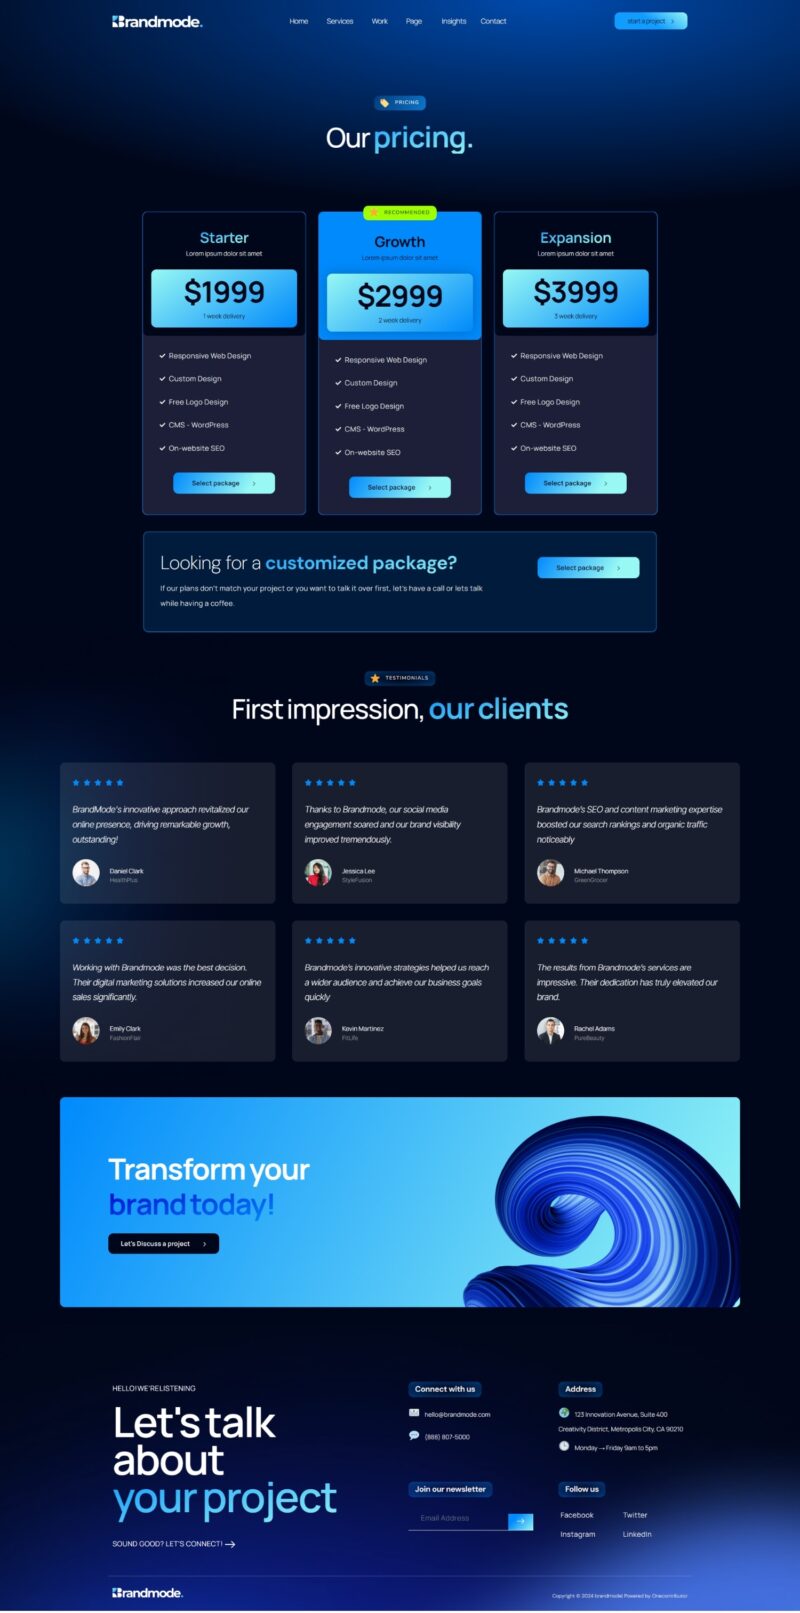 Brandmode.
Home Services Work Page Insights Contact
start a project
PRICING
Our pricing.
Starter
Lorem ipsum dolor sit amet
$1999
1 week delivery
Responsive Web Design
Custom Design
Free Logo Design
CMS - WordPress
On-website SEO
Select package
RECOMMENDED
Growth
Lorem ipsum dolor sit amet
$2999
2 week delivery
Responsive Web Design
Custom Design
Free Logo Design
CMS - WordPress
On-website SEO
Select package
Expansion
Lorem ipsum dolor sit amet
$3999
3 week delivery
Responsive Web Design
Custom Design
Free Logo Design
CMS - WordPress
On-website SEO
Select package
Looking for a customized package?
If our plans don't match your project or you want to talk it over first, let's have a call or lets talk
while having a coffee.
Select package
TESTIMONIALS
First impression, our clients
BrandMode's innovative approach revitalized our
online presence, driving remarkable growth,
outstanding!
Daniel Clark
HealthPlus
Thanks to Brandmode, our social media
engagement soared and our brand visibility
improved tremendously.
Jessica Lee
StyleFusion
Brandmode's SEO and content marketing expertise
boosted our search rankings and organic traffic
noticeably
Michael Thompson
GreenGrocer
Working with Brandmode was the best decision.
Their digital marketing solutions increased our online
sales significantly.
Emily Clark
FashionFlair
Brandmode's innovative strategies helped us reach
a wider audience and achieve our business goals
quickly
Kevin Martinez
FitLife
The results from Brandmode's services are
impressive. Their dedication has truly elevated our
brand.
Rachel Adams
PureBeauty
Transform your
brand today!
Let's Discuss a project
HELLO! WE'RE LISTENING
Let's talk
about
your project
SOUND GOOD? LET'S CONNECT!
Connect with us
hello@brandmode.com
(888) 807-5000
Address
123 Innovation Avenue, Suite 400
Creativity District, Metropolis City, CA 90210
Monday → Friday 9am to 5pm
Join our newsletter
Email Address
Follow us
Facebook Twitter
Instagram LinkedIn
Brandmode.
Copyright © 2024 brandmode| Powered by Onecontributor